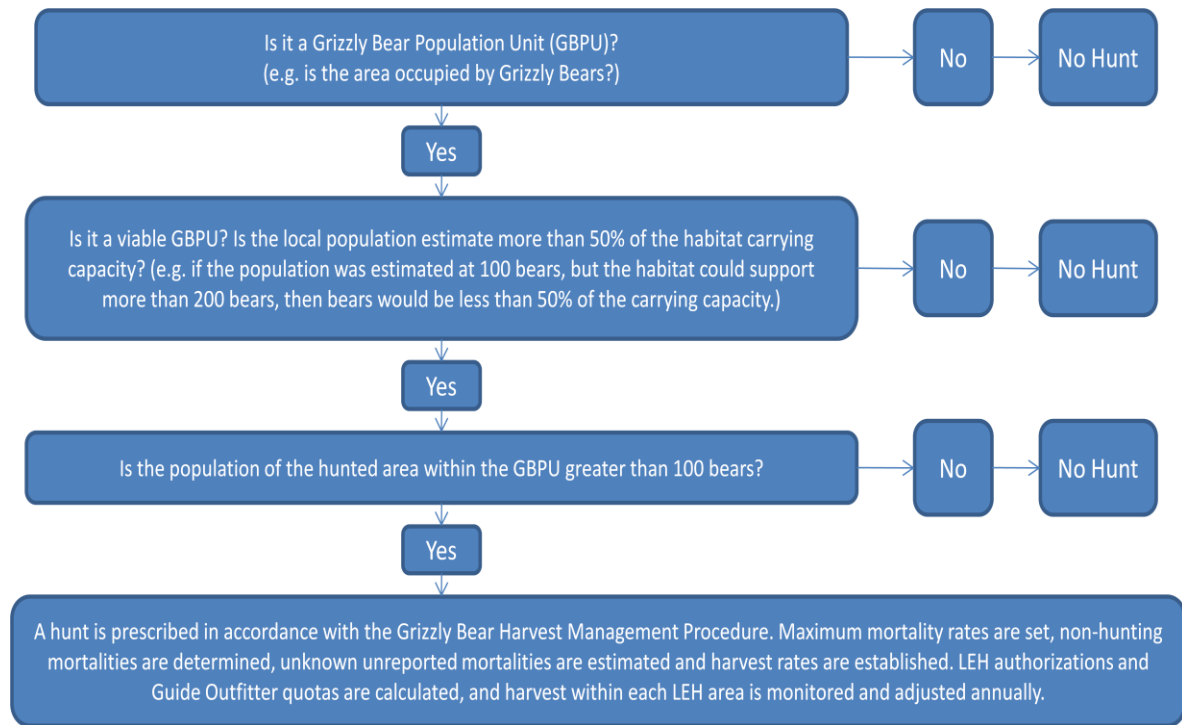 Is it a Grizzly Bear Population Unit (GBPU)?
(e.g. is the area occupied by Grizzly Bears?)
No
No Hunt
Yes
Is it a viable GBPU? Is the local population estimate more than 50% of the habitat carrying
capacity? (e.g. if the population was estimated at 100 bears, but the habitat could support
more than 200 bears, then bears would be less than 50% of the carrying capacity.)
No
No Hunt
Yes
Is the population of the hunted area within the GBPU greater than 100 bears?
No
No Hunt
Yes
A hunt is prescribed in accordance with the Grizzly Bear Harvest Management Procedure. Maximum mortality rates are set, non-hunting
mortalities are determined, unknown unreported mortalities are estimated and harvest rates are established. LEH authorizations and
Guide Outfitter quotas are calculated, and harvest within each LEH area is monitored and adjusted annually.